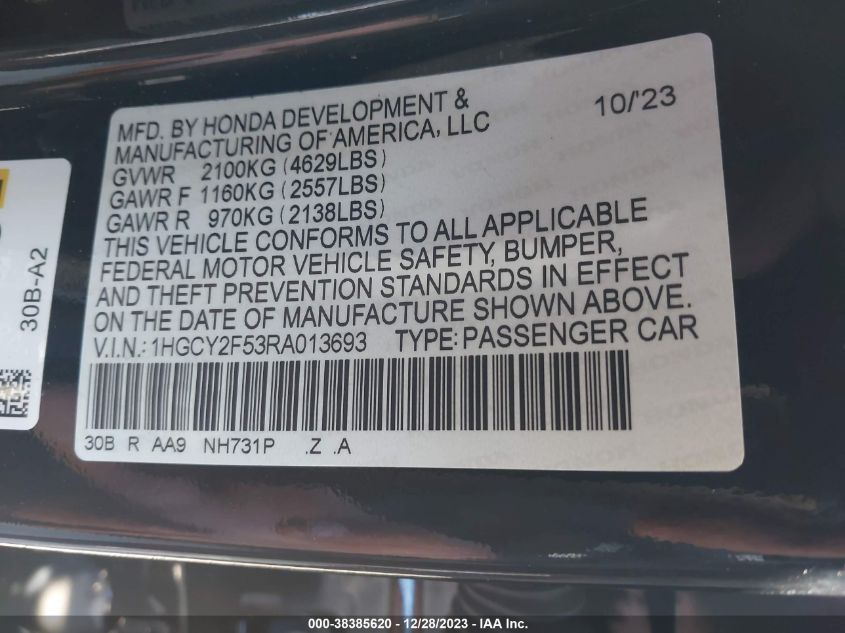 MFD. BY HONDA DEVELOPMENT &
MANUFACTURING OF AMERICA, LLC
10/'23
GVWR 2100KG (4629LBS)
GAWR F 1160KG (2557LBS)
GAWR R 970KG (2138LBS)
THIS VEHICLE CONFORMS TO ALL APPLICABLE
FEDERAL MOTOR VEHICLE SAFETY, BUMPER,
AND THEFT PREVENTION STANDARDS IN EFFECT
ON THE DATE OF MANUFACTURE SHOWN ABOVE.
V.I.N.: 1HGCY2F53RA013693 TYPE: PASSENGER CAR
30B R AA9 NH731P .Z .A
30B-A2
000-38385620 / 12/28/2023 - IAA Inc.